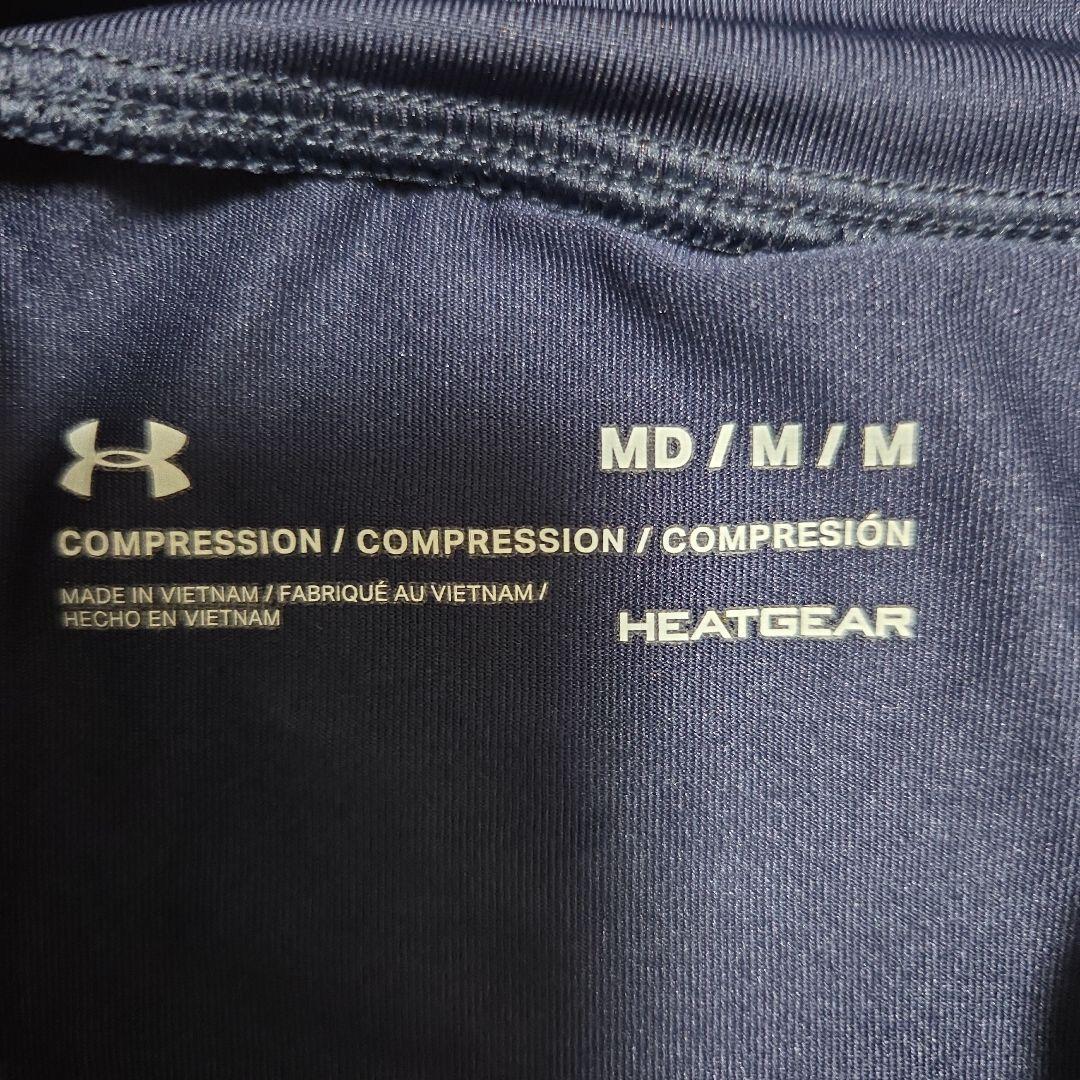 MD / M / M
COMPRESSION / COMPRESSION / COMPRESIÓN
MADE IN VIETNAM / FABRIQUÉ AU VIETNAM /
HECHO EN VIETNAM
HEATGEAR